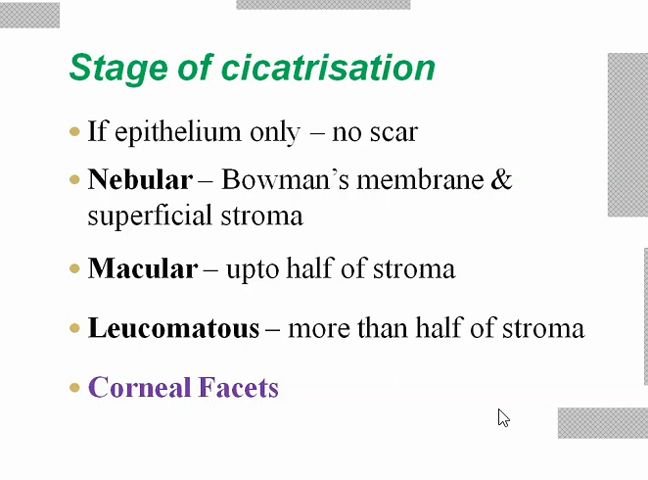 Stage of cicatrisation
• If epithelium only – no scar
• Nebular – Bowman's membrane &
superficial stroma
• Macular – upto half of stroma
• Leucomatous – more than half of stroma
• Corneal Facets